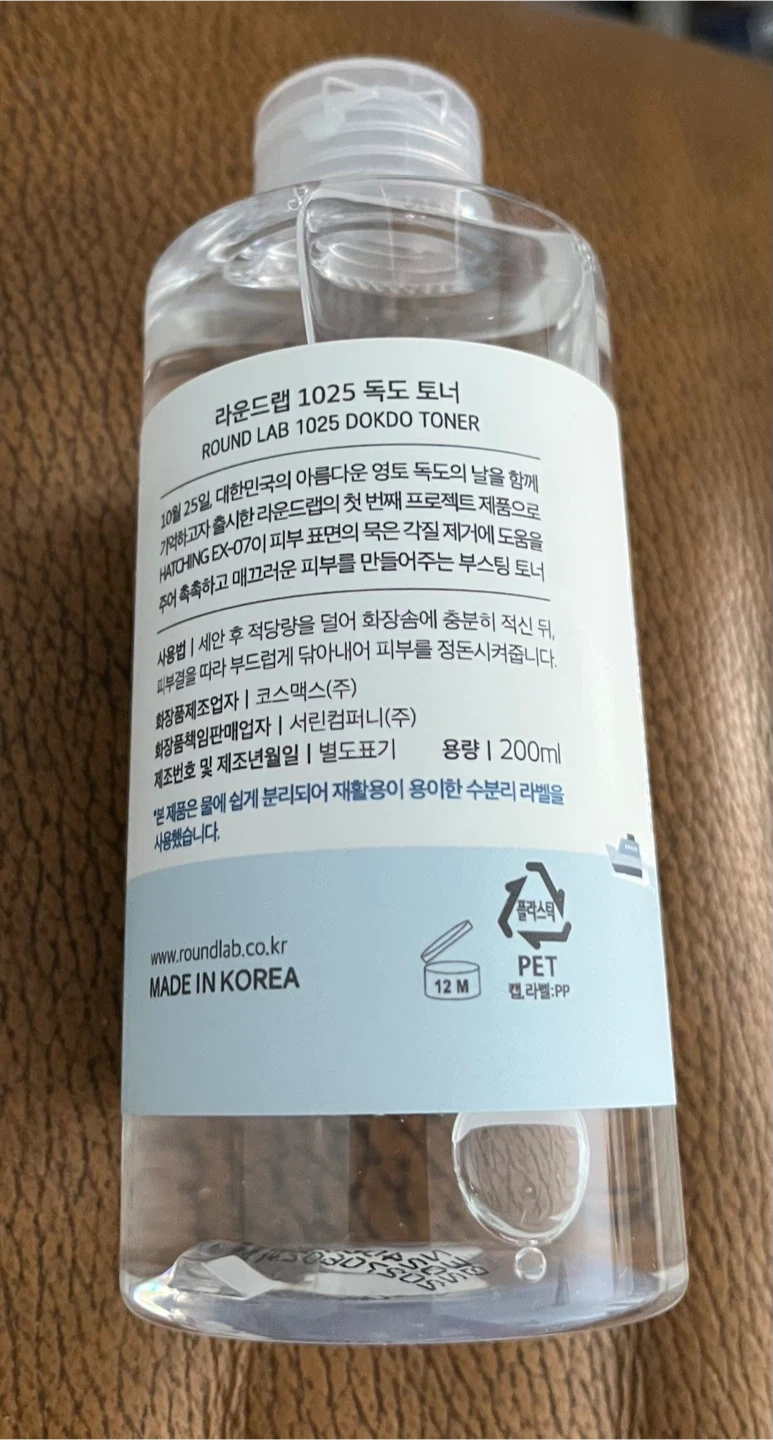 라운드랩 1025 독도 토너
ROUND LAB 1025 DOKDO TONER
10월 25일, 대한민국의 아름다운 영토 독도의 날을 함께
기억하고자 출시한 라운드랩의 첫 번째 프로젝트 제품으로
HATCHING EX-07이 피부 표면의 묵은 각질 제거에 도움을
주어 촉촉하고 매끄러운 피부를 만들어주는 부스팅 토너
사용법 | 세안 후 적당량을 덜어 화장솜에 충분히 적신 뒤,
피부결을 따라 부드럽게 닦아내어 피부를 정돈시켜줍니다.
화장품제조업자 | 코스맥스(주)
화장품책임판매업자 | 서린컴퍼니(주)
제조번호 및 제조년월일 | 별도표기 용량 | 200ml
*본 제품은 물에 쉽게 분리되어 재활용이 용이한 수분리 라벨을
사용했습니다.
플라스틱
www.roundlab.co.kr
PET
MADE IN KOREA
12 M
캡,라벨:PP